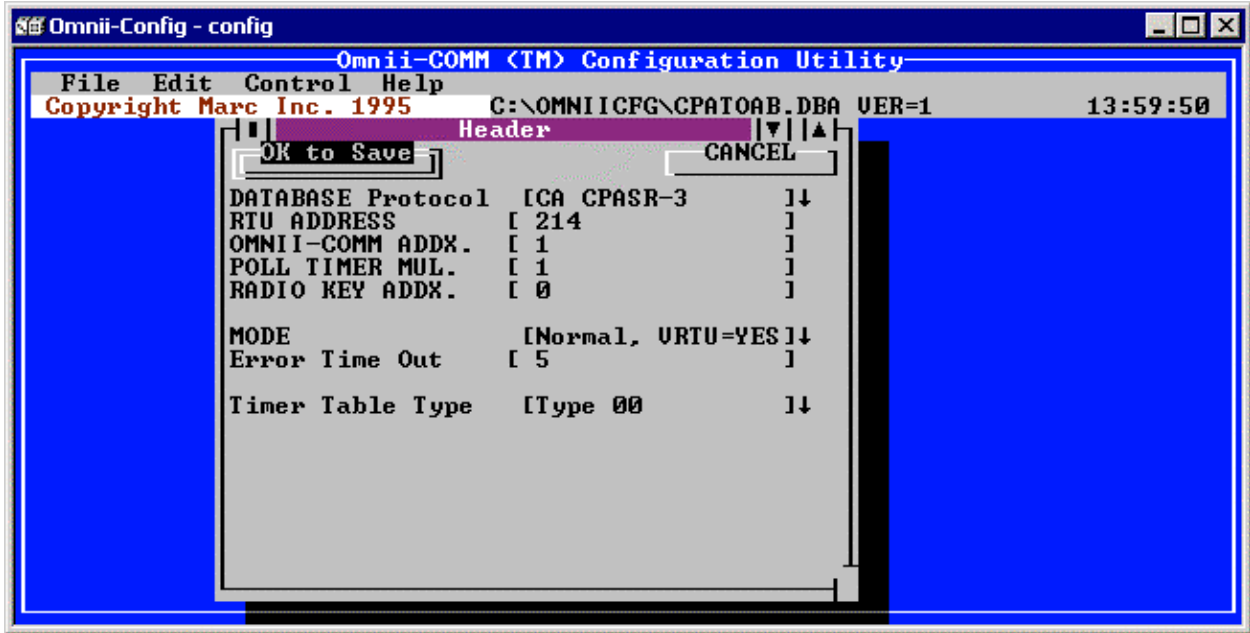 Omnii-Config - config
Omnii-COMM (TM) Configuration Utility
File Edit Control Help
Copyright Marc Inc. 1995 C:\OMNIICFG\CPATOAB.DBA VER=1 13:59:50
Header
OK to Save CANCEL
DATABASE Protocol [CA CPASR-3 ]↓
RTU ADDRESS [ 214 ]
OMNII-COMM ADDX. [ 1 ]
POLL TIMER MUL. [ 1 ]
RADIO KEY ADDX. [ 0 ]
MODE [Normal, VRTU=YES]↓
Error Time Out [ 5 ]
Timer Table Type [Type 00 ]↓